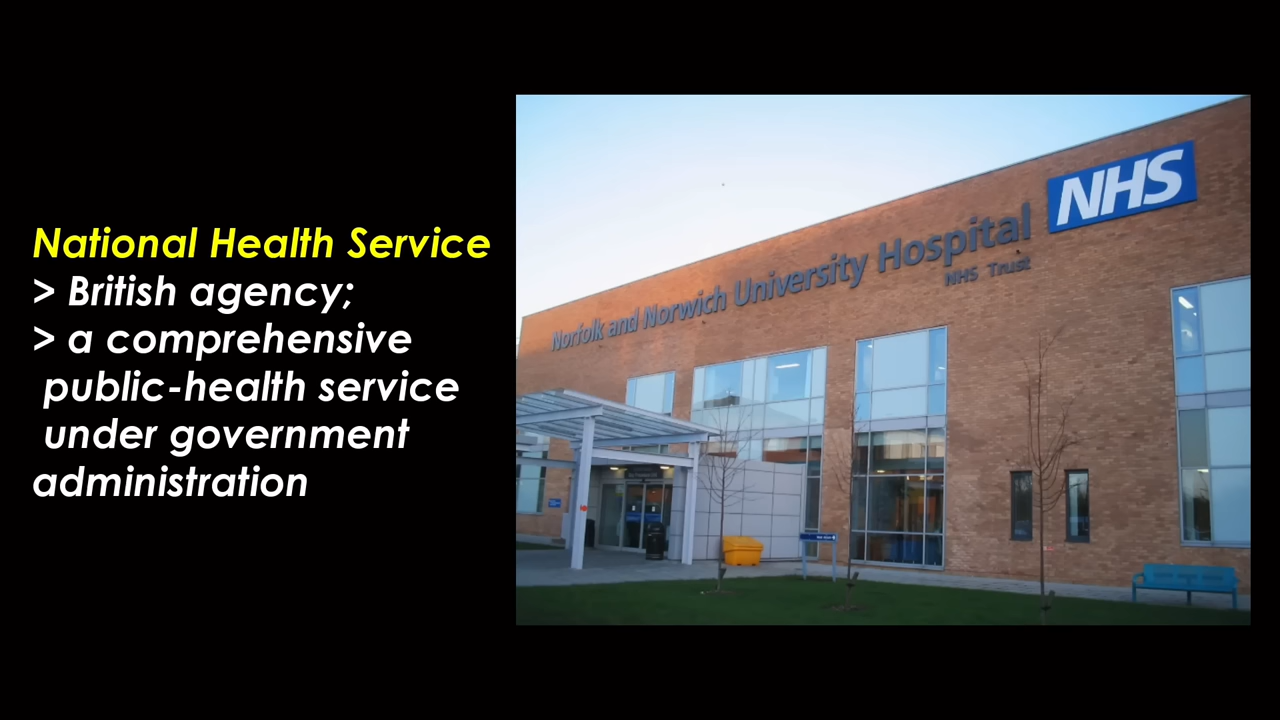 National Health Service
> British agency;
> a comprehensive
public-health service
under government
administration
Norfolk and Norwich University Hospital
NHS Trust
NHS